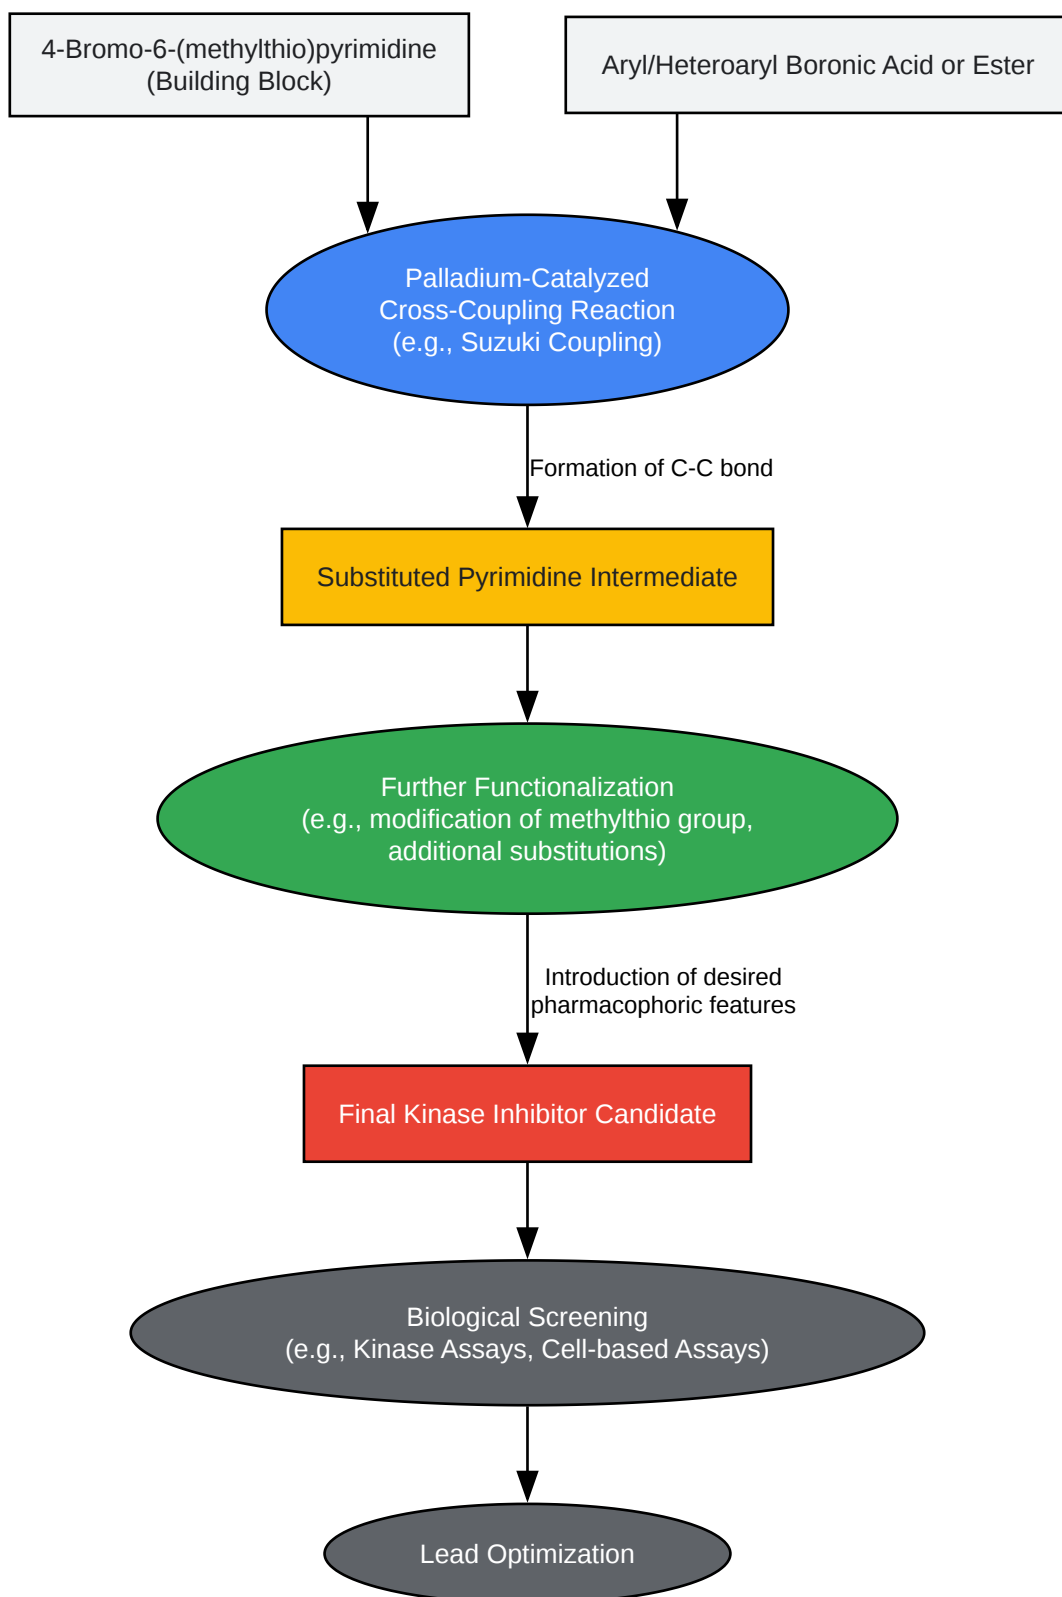 4-Bromo-6-(methylthio)pyrimidine
(Building Block)
Aryl/Heteroaryl Boronic Acid or Ester
Palladium-Catalyzed
Cross-Coupling Reaction
(e.g., Suzuki Coupling)
Formation of C-C bond
Substituted Pyrimidine Intermediate
Further Functionalization
(e.g., modification of methylthio group,
additional substitutions)
Introduction of desired
pharmacophoric features
Final Kinase Inhibitor Candidate
Biological Screening
(e.g., Kinase Assays, Cell-based Assays)
Lead Optimization